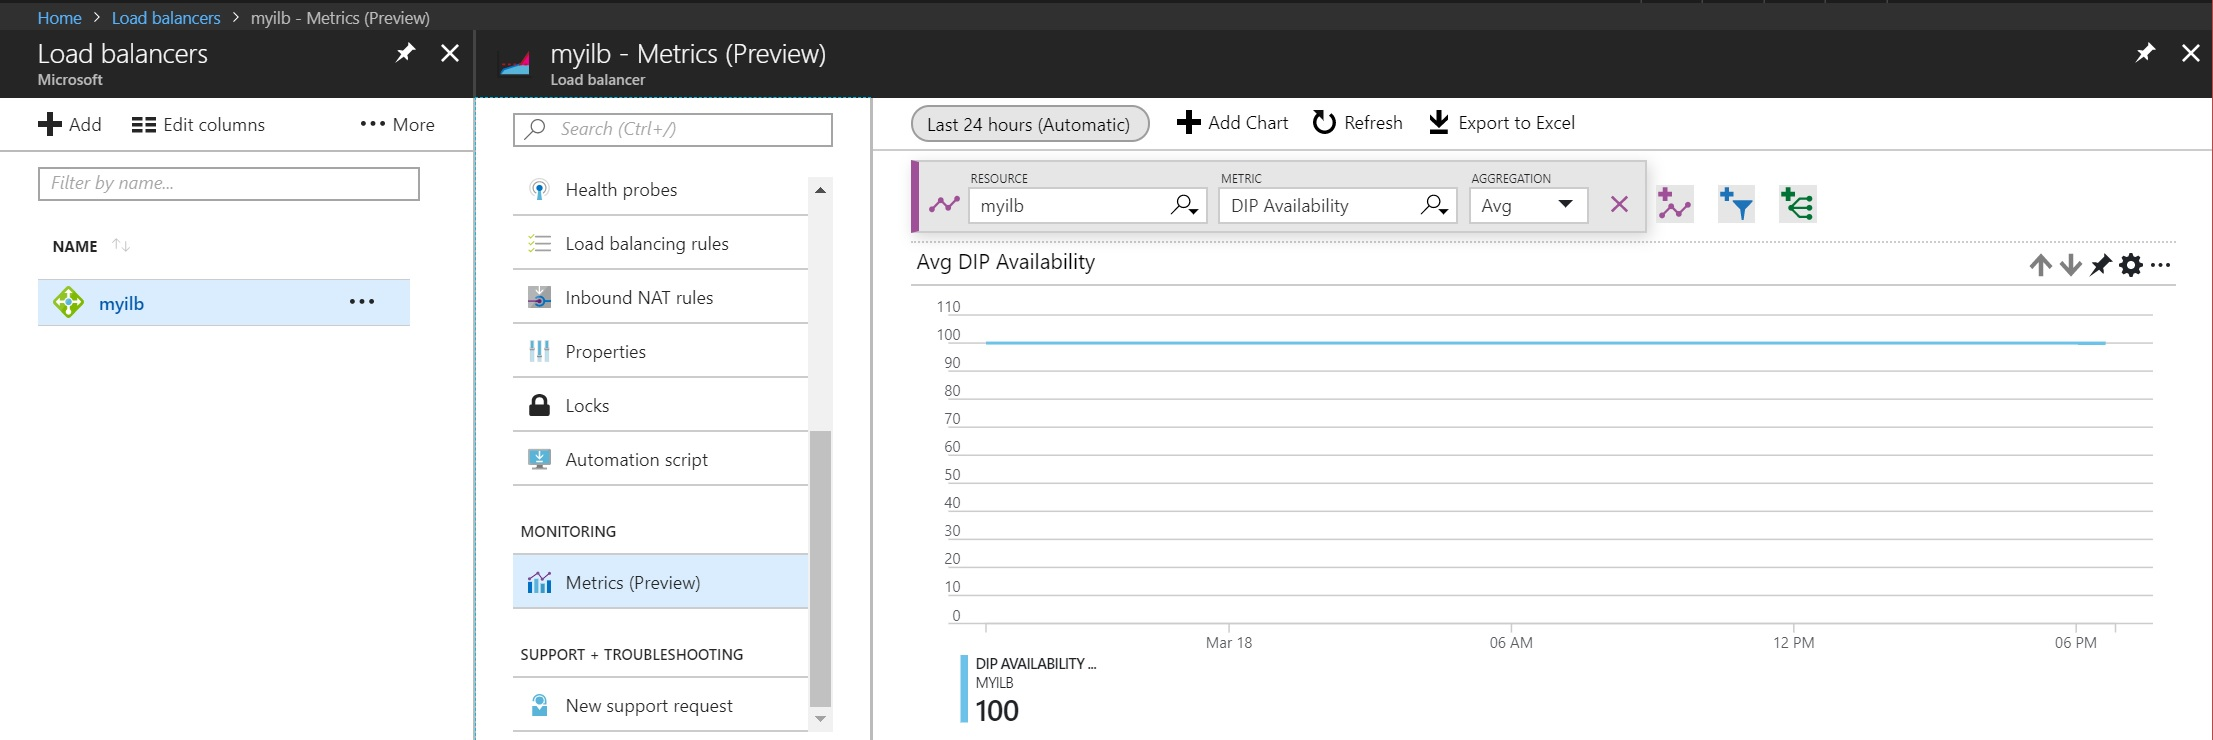 Home > Load balancers > myilb - Metrics (Preview)
Load balancers
Microsoft
Add
Edit columns
More
Filter by name...
NAME
myilb
myilb - Metrics (Preview)
Load balancer
Search (Ctrl+/)
Health probes
Load balancing rules
Inbound NAT rules
Properties
Locks
Automation script
MONITORING
Metrics (Preview)
SUPPORT + TROUBLESHOOTING
New support request
Last 24 hours (Automatic)
Add Chart
Refresh
Export to Excel
RESOURCE
myilb
METRIC
DIP Availability
AGGREGATION
Avg
Avg DIP Availability
110
100
90
80
70
60
50
40
30
20
10
0
Mar 18
06 AM
12 PM
06 PM
DIP AVAILABILITY ...
MYILB
100